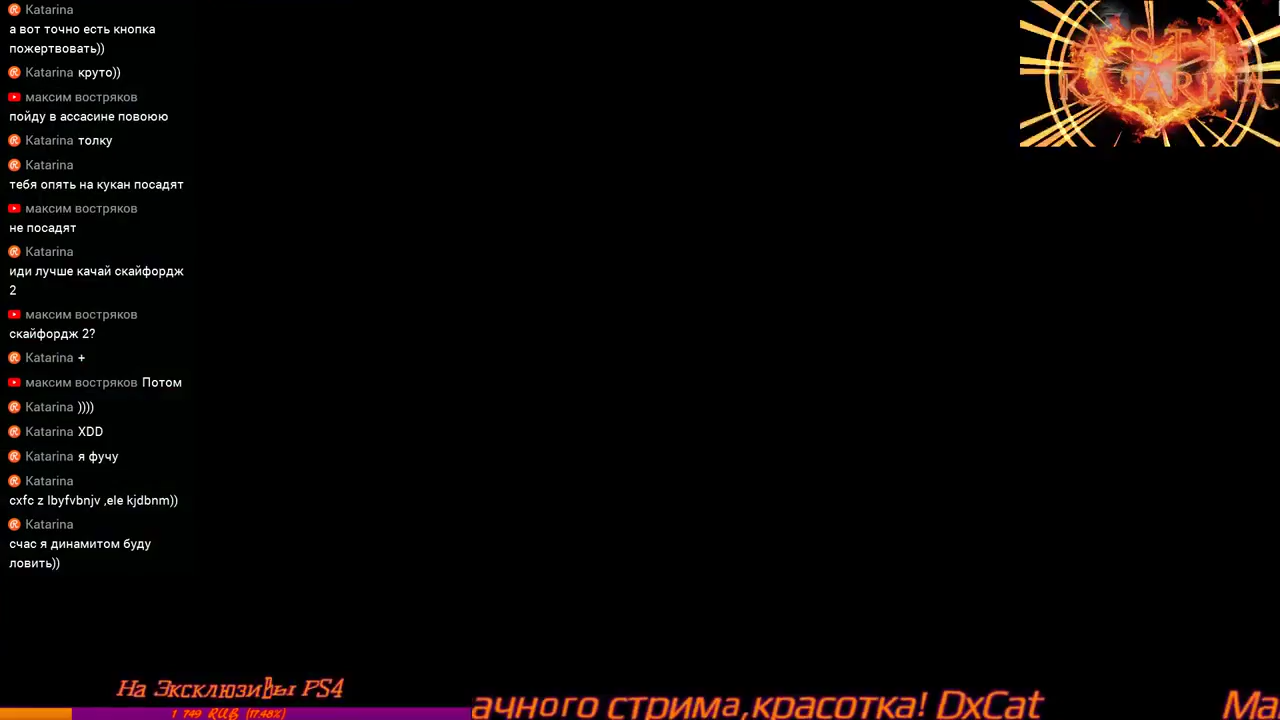 Katarina
а вот точно есть кнопка
пожертвовать))
Katarina круто))
максим востряков
пойду в ассасине повоюю
Katarina толку
Katarina
тебя опять на кукан посадят
максим востряков
не посадят
Katarina
иди лучше качай скайфордж
2
максим востряков
скайфордж 2?
Katarina +
максим востряков Потом
Katarina ))))
Katarina XDD
Katarina я фучу
Katarina
cxfc z lbyfvbnjv ,ele kjdbnm))
Katarina
счас я динамитом буду
ловить))
ASTI
KATARINA
На Эксклюзивы PS4
1 749 RUB (17.48%)
ачного стрима,красотка! DxCat
Ма